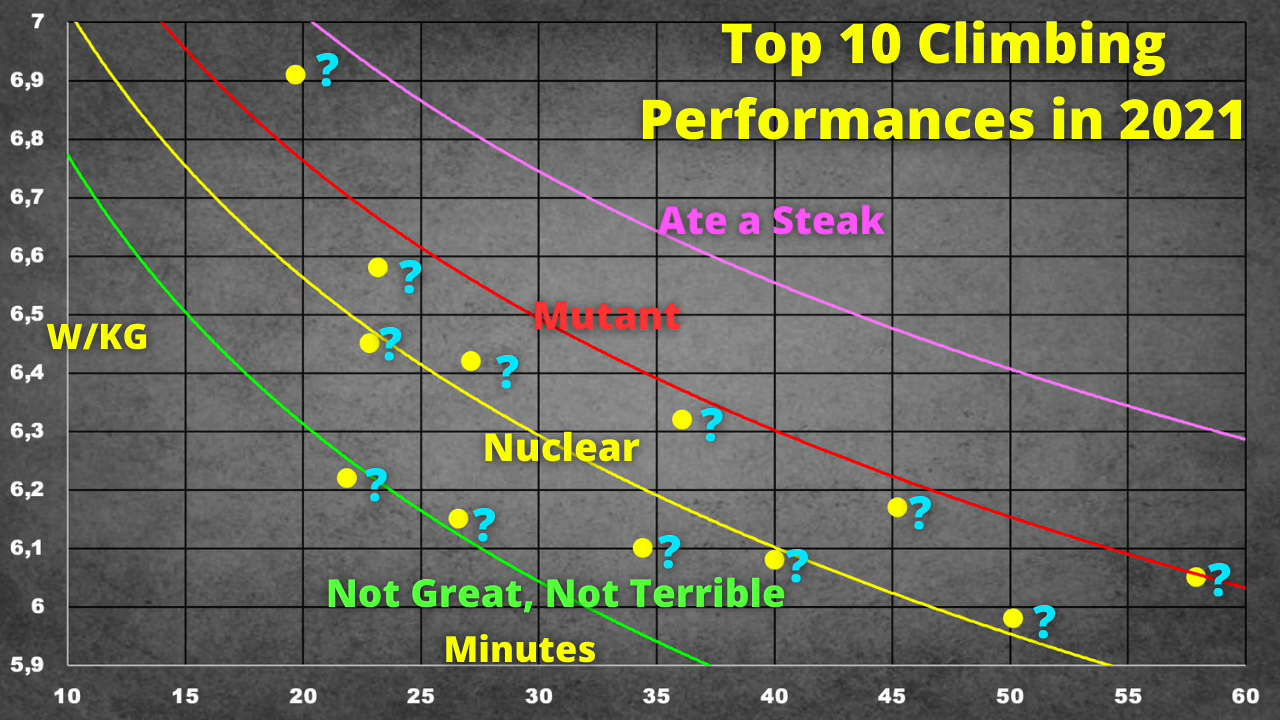 Top 10 Climbing
Performances in 2021
7
6,9
6,8
6,7
6,6
6,5
6,4
6,3
6,2
6,1
6
5,9
W/KG
?
Ate a Steak
?
Mutant
?
?
?
Nuclear
?
?
?
?
?
?
?
Not Great, Not Terrible
Minutes
10 15 20 25 30 35 40 45 50 55 60